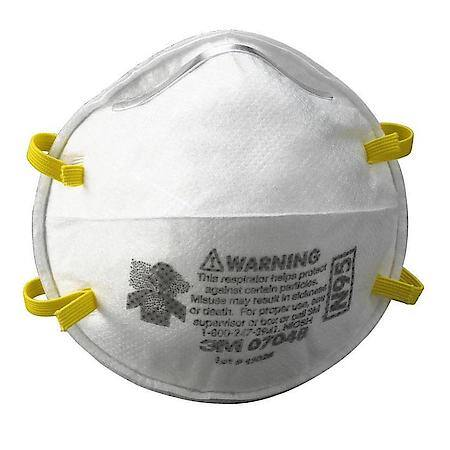 ⚠WARNING
This respirator helps protect
against certain particles.
Misuse may result in sickness
or death. For proper use, see
supervisor or box or call 3M
1-800-247-3941. NIOSH
3M 07048
Lot #
N95